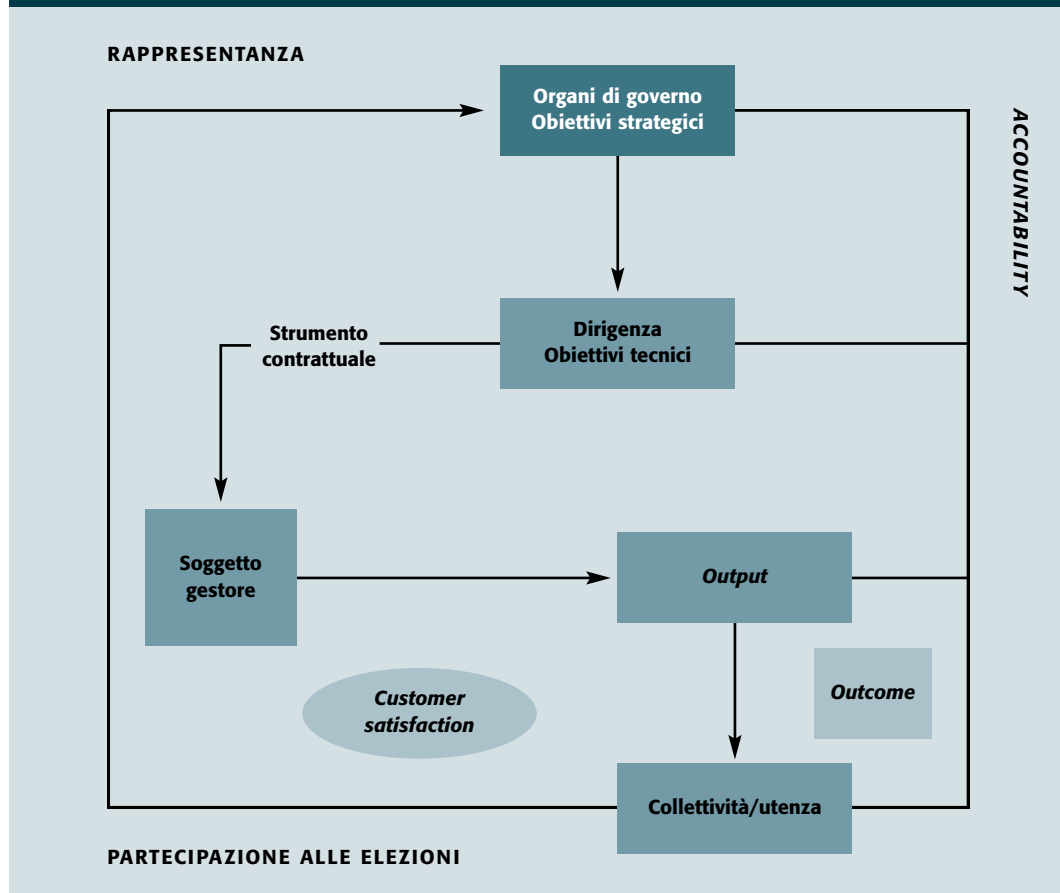 RAPPRESENTANZA
Organi di governo
Obiettivi strategici
ACCOUNTABILITY
Strumento
contrattuale
Dirigenza
Obiettivi tecnici
Soggetto
gestore
Output
Customer
satisfaction
Outcome
Collettività/utenza
PARTECIPAZIONE ALLE ELEZIONI